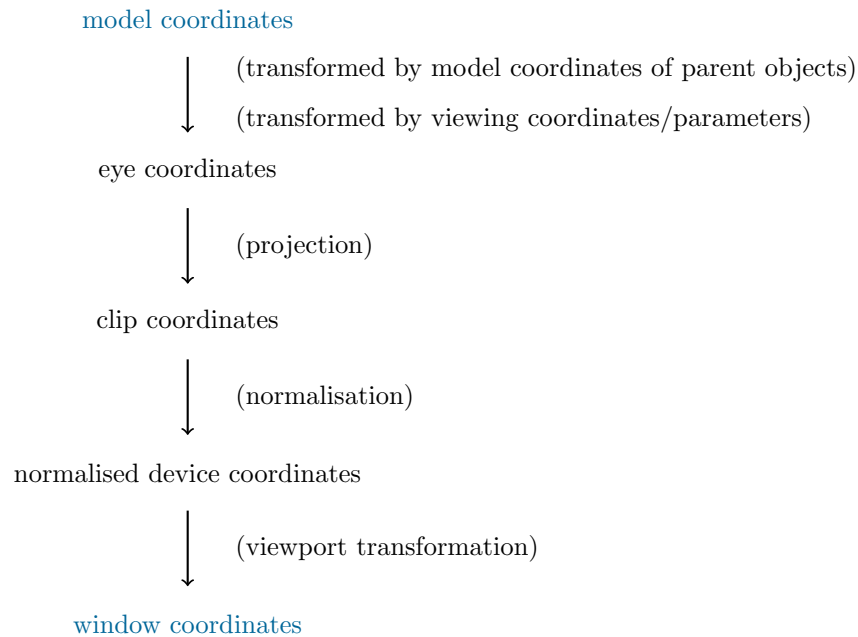 model coordinates
(transformed by model coordinates of parent objects)
(transformed by viewing coordinates/parameters)
eye coordinates
(projection)
clip coordinates
(normalisation)
normalised device coordinates
(viewport transformation)
window coordinates